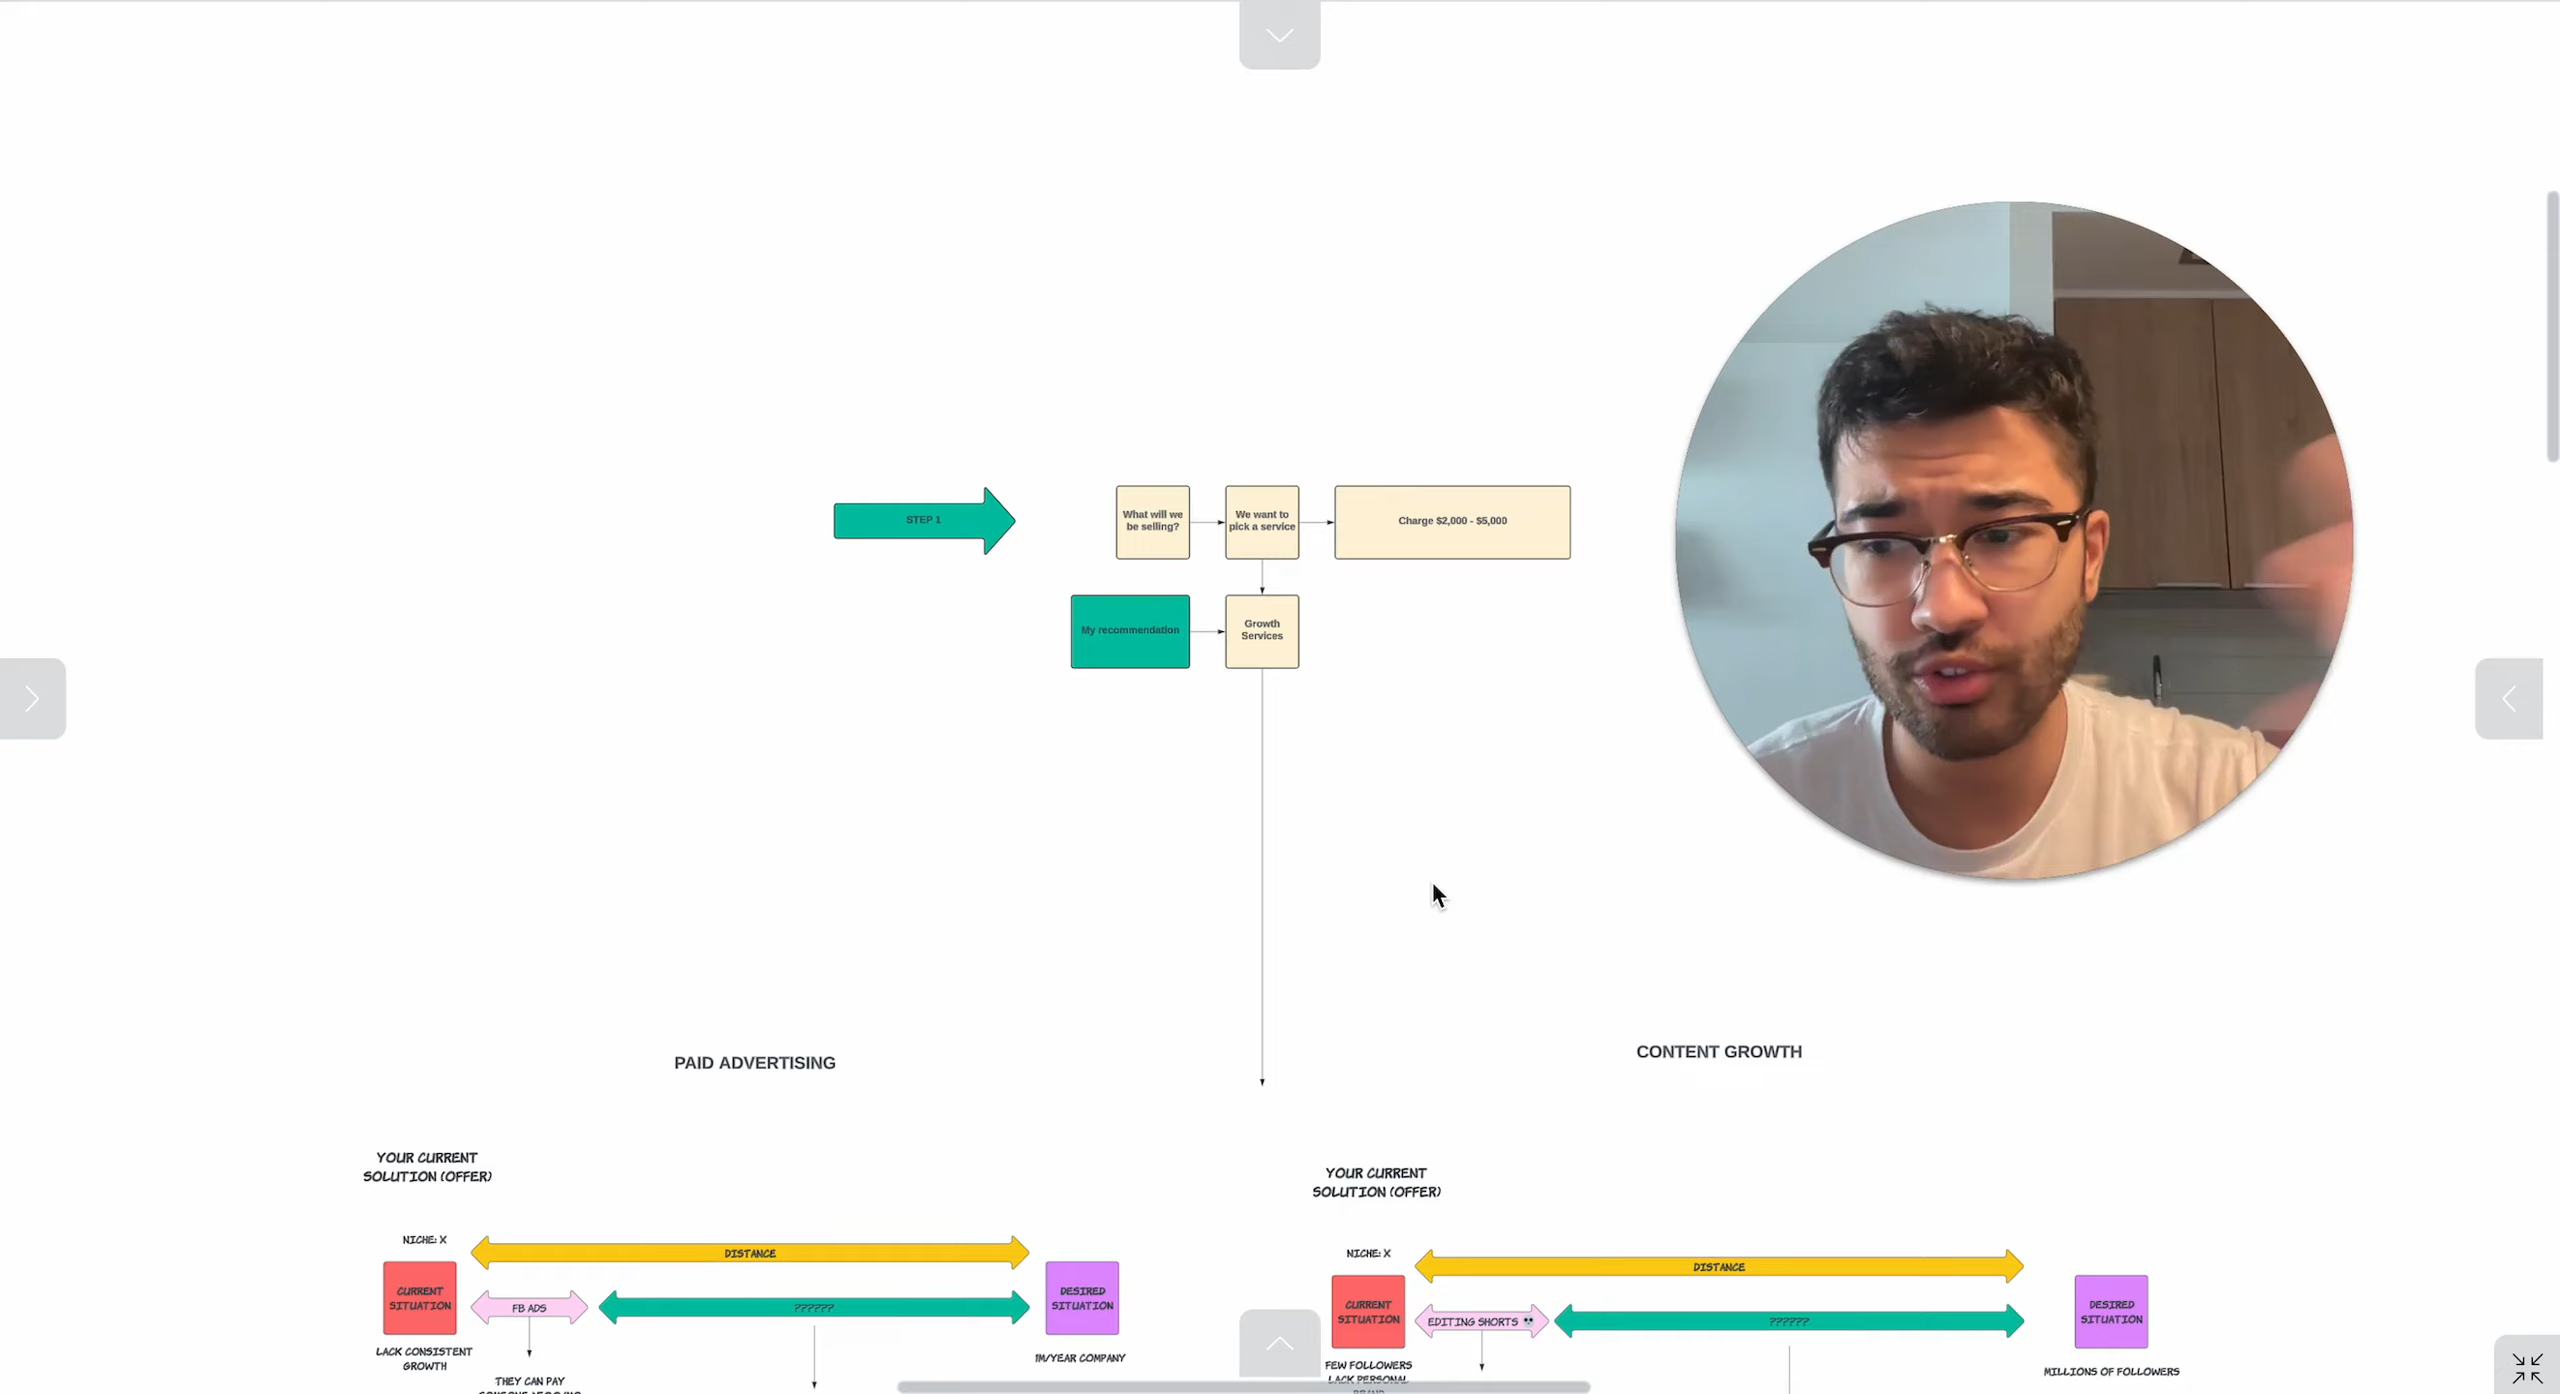 STEP 1
What will we
be selling?
We want to
pick a service
Charge $2,000 - $5,000
My recommendation
Growth
Services
PAID ADVERTISING
CONTENT GROWTH
YOUR CURRENT
SOLUTION (OFFER)
NICHE: X
DISTANCE
CURRENT
SITUATION
FB ADS
??????
DESIRED
SITUATION
LACK CONSISTENT
GROWTH
1M/YEAR COMPANY
THEY CAN PAY
YOUR CURRENT
SOLUTION (OFFER)
NICHE: X
DISTANCE
CURRENT
SITUATION
EDITING SHORTS 💀
??????
DESIRED
SITUATION
FEW FOLLOWERS
LACK PERSONAL
BRAND
MILLIONS OF FOLLOWERS